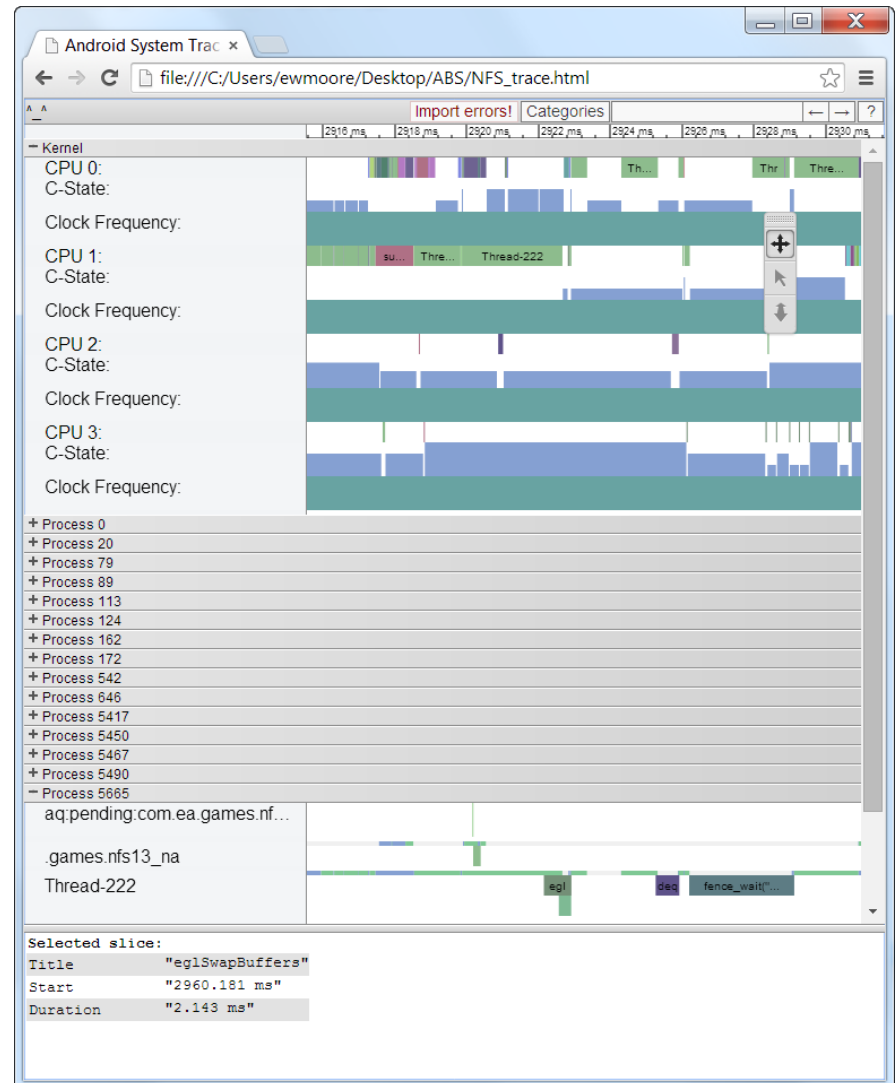 Android System Trac ×
file:///C:/Users/ewmoore/Desktop/ABS/NFS_trace.html
^_^ Import errors! Categories ← → ?
2916 ms 2918 ms 2920 ms 2922 ms 2924 ms 2926 ms 2928 ms 2930 ms
− Kernel
CPU 0: Th... Thr Thre...
C-State:
Clock Frequency:
CPU 1: su... Thre... Thread-222
C-State:
Clock Frequency:
CPU 2:
C-State:
Clock Frequency:
CPU 3:
C-State:
Clock Frequency:
+ Process 0
+ Process 20
+ Process 79
+ Process 89
+ Process 113
+ Process 124
+ Process 162
+ Process 172
+ Process 542
+ Process 646
+ Process 5417
+ Process 5450
+ Process 5467
+ Process 5490
− Process 5665
aq:pending:com.ea.games.nf...
.games.nfs13_na
Thread-222 egl deq fence_wait("...
Selected slice:
Title "eglSwapBuffers"
Start "2960.181 ms"
Duration "2.143 ms"